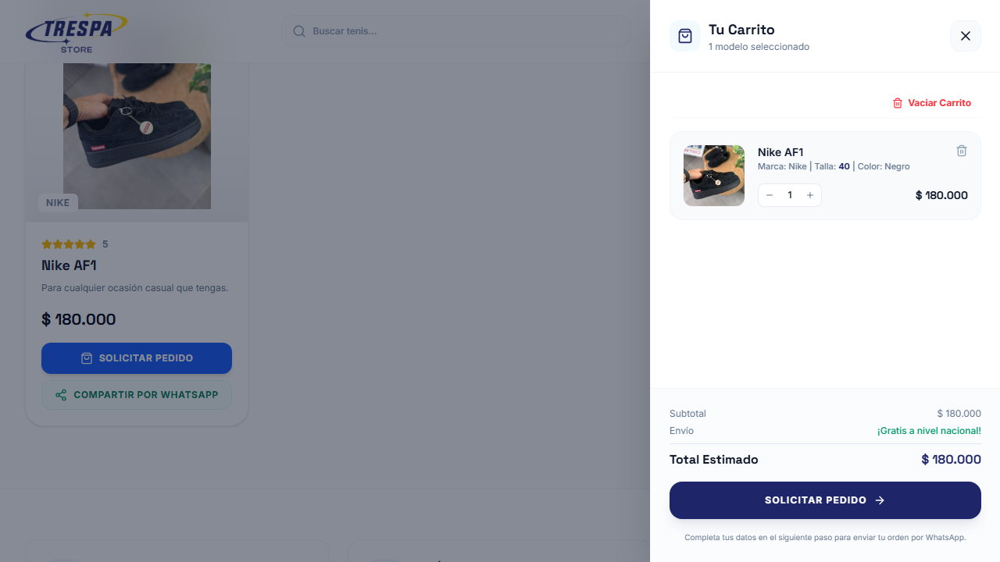 TRESPA
STORE
Buscar tenis...
NIKE
5
Nike AF1
Para cualquier ocasión casual que tengas.
$ 180.000
SOLICITAR PEDIDO
COMPARTIR POR WHATSAPP
Tu Carrito
1 modelo seleccionado
Vaciar Carrito
Nike AF1
Marca: Nike | Talla: 40 | Color: Negro
1
$ 180.000
Subtotal
$ 180.000
Envío
¡Gratis a nivel nacional!
Total Estimado
$ 180.000
SOLICITAR PEDIDO
Completa tus datos en el siguiente paso para enviar tu orden por WhatsApp.